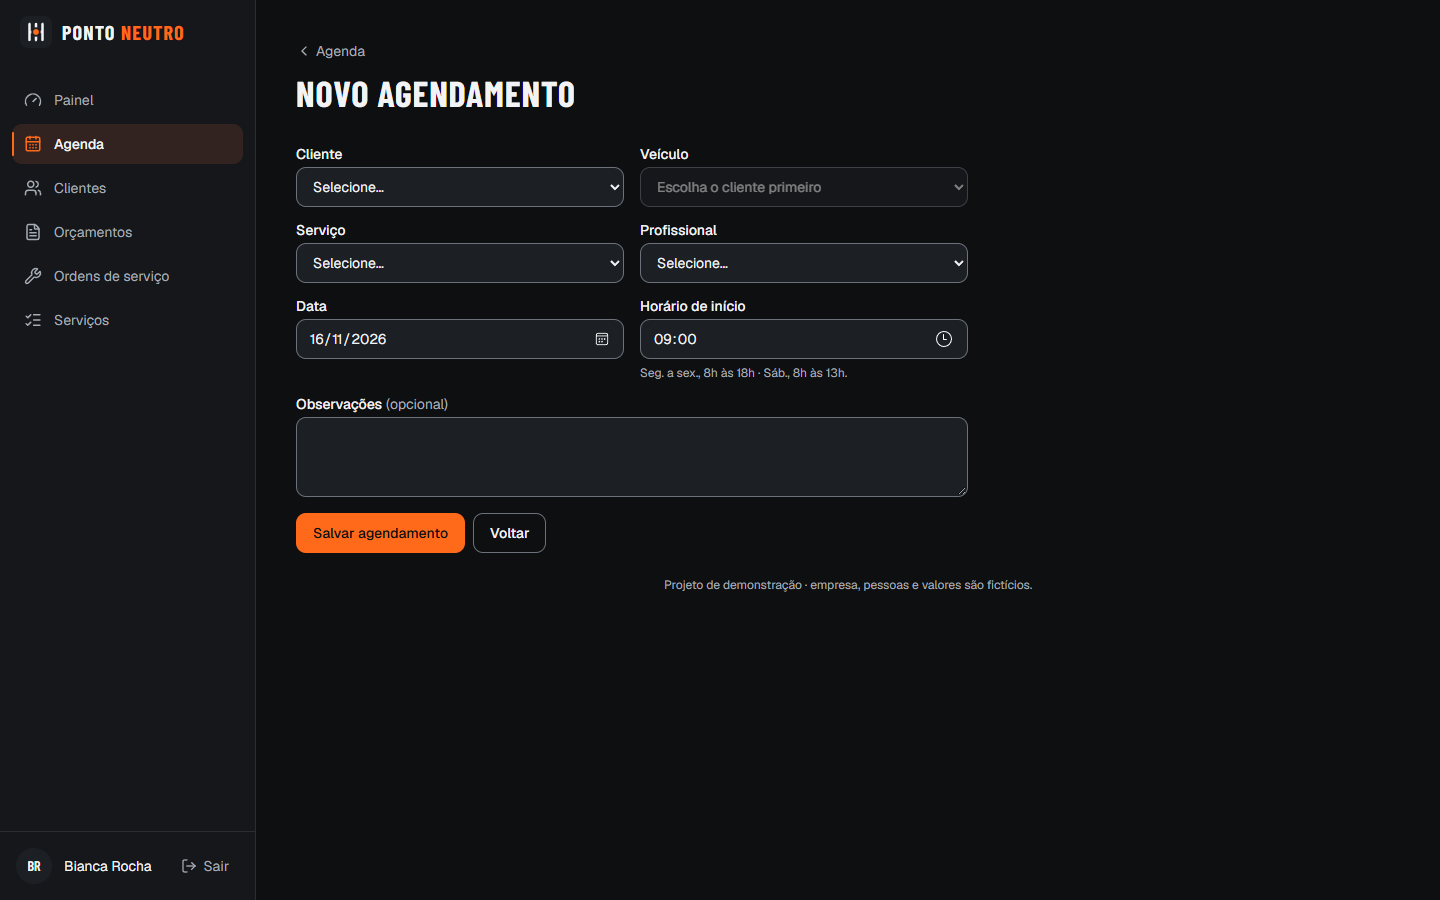 PONTO NEUTRO
Painel
Agenda
Clientes
Orçamentos
Ordens de serviço
Serviços
BR
Bianca Rocha
Sair
Agenda
NOVO AGENDAMENTO
Cliente
Selecione...
Veículo
Escolha o cliente primeiro
Serviço
Selecione...
Profissional
Selecione...
Data
16/11/2026
Horário de início
09:00
Seg. a sex., 8h às 18h · Sáb., 8h às 13h.
Observações (opcional)
Salvar agendamento
Voltar
Projeto de demonstração · empresa, pessoas e valores são fictícios.